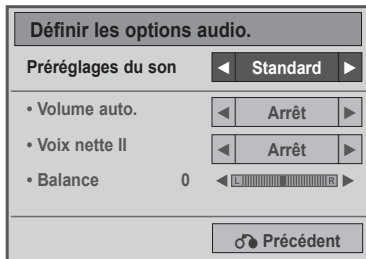 Définir les options audio.
Préréglages du son ◄ Standard ►
• Volume auto. ◄ Arrêt ►
• Voix nette II ◄ Arrêt ►
• Balance 0 ◄ L R ►
Précédent